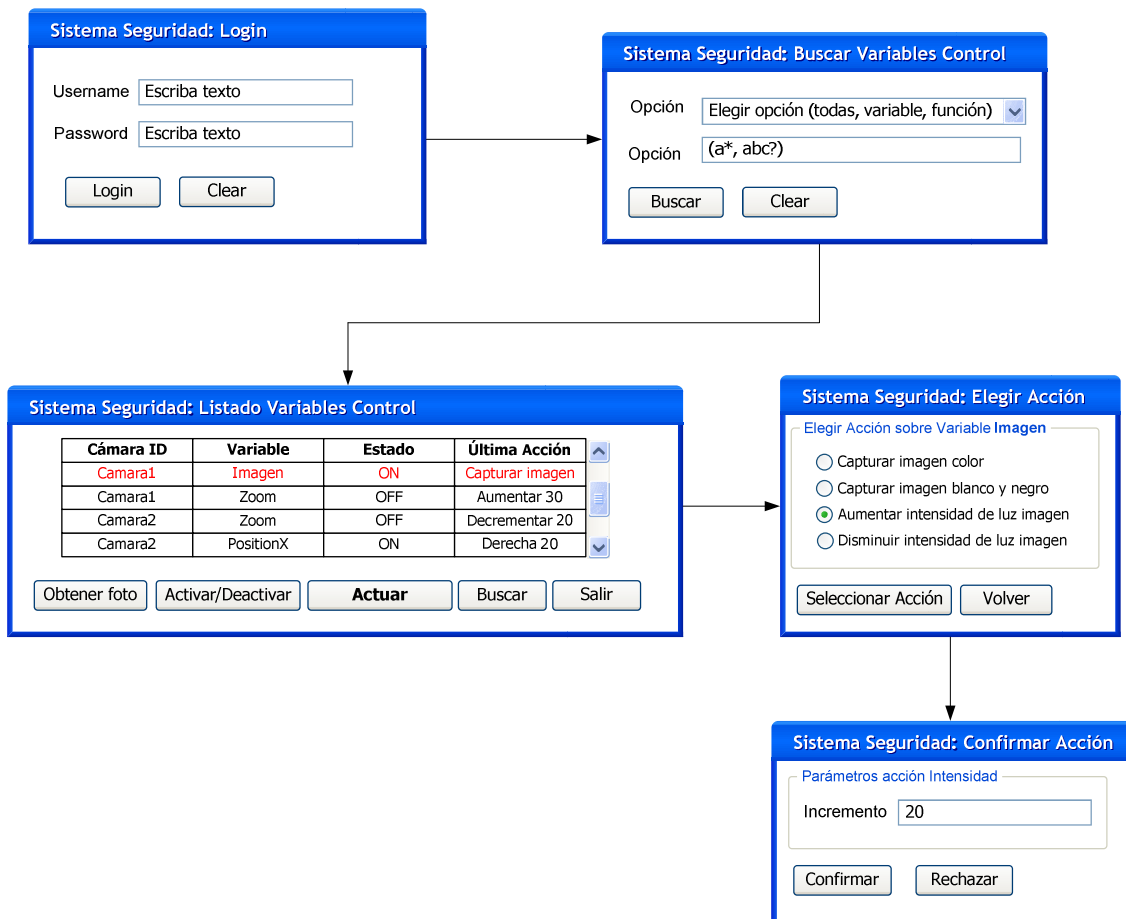 Sistema Seguridad: Login
Username Escriba texto
Password Escriba texto
Login Clear
Sistema Seguridad: Buscar Variables Control
Opción Elegir opción (todas, variable, función)
Opción (a*, abc?)
Buscar Clear
Sistema Seguridad: Listado Variables Control
Cámara ID Variable Estado Última Acción
Camara1 Imagen ON Capturar imagen
Camara1 Zoom OFF Aumentar 30
Camara2 Zoom OFF Decrementar 20
Camara2 PositionX ON Derecha 20
Obtener foto Activar/Deactivar Actuar Buscar Salir
Sistema Seguridad: Elegir Acción
Elegir Acción sobre Variable Imagen
Capturar imagen color
Capturar imagen blanco y negro
Aumentar intensidad de luz imagen
Disminuir intensidad de luz imagen
Seleccionar Acción Volver
Sistema Seguridad: Confirmar Acción
Parámetros acción Intensidad
Incremento 20
Confirmar Rechazar